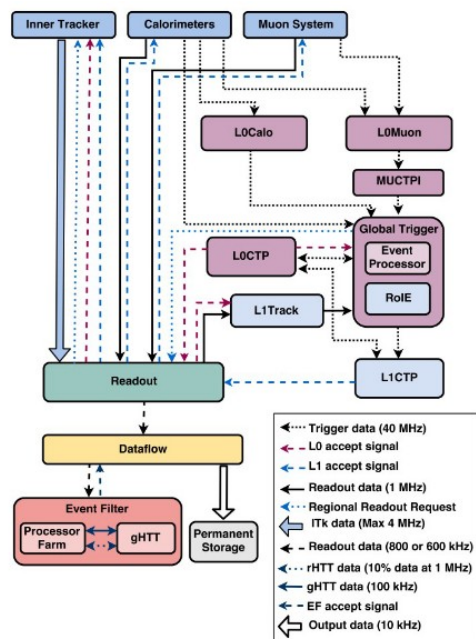 Inner Tracker
Calorimeters
Muon System
L0Calo
L0Muon
MUCTPI
Global Trigger
Event
Processor
RoIE
L0CTP
L1Track
L1CTP
Readout
Dataflow
Event Filter
Processor
Farm
gHTT
Permanent
Storage
Trigger data (40 MHz)
L0 accept signal
L1 accept signal
Readout data (1 MHz)
Regional Readout Request
ITk data (Max 4 MHz)
Readout data (800 or 600 kHz)
rHTT data (10% data at 1 MHz)
gHTT data (100 kHz)
EF accept signal
Output data (10 kHz)